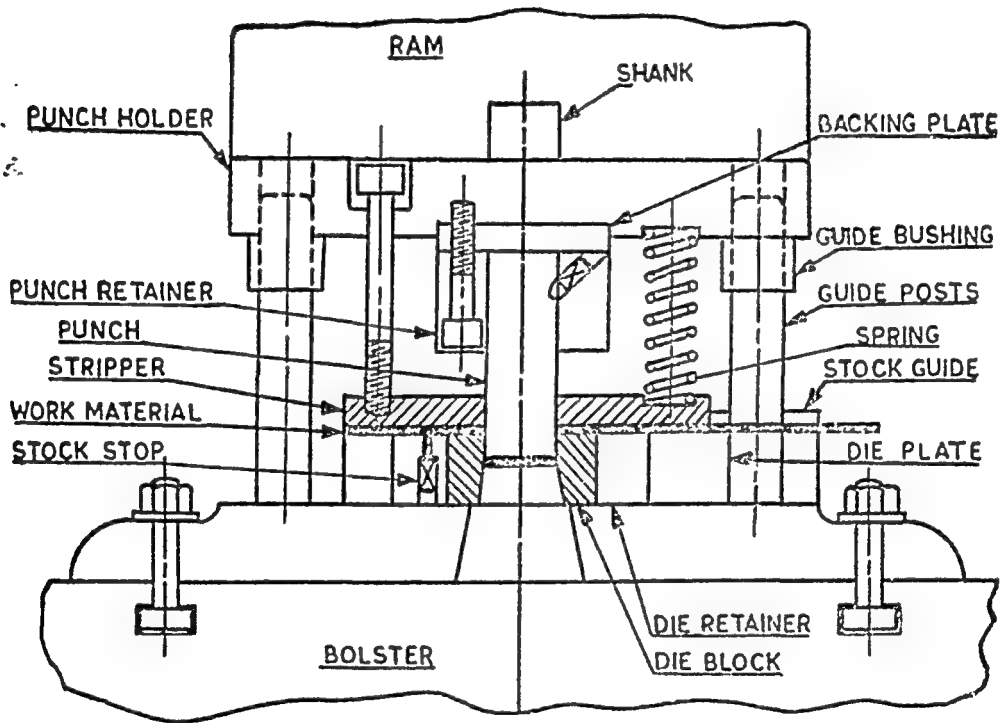 RAM
SHANK
PUNCH HOLDER
BACKING PLATE
GUIDE BUSHING
PUNCH RETAINER
GUIDE POSTS
PUNCH
SPRING
STRIPPER
STOCK GUIDE
WORK MATERIAL
STOCK STOP
DIE PLATE
DIE RETAINER
BOLSTER
DIE BLOCK